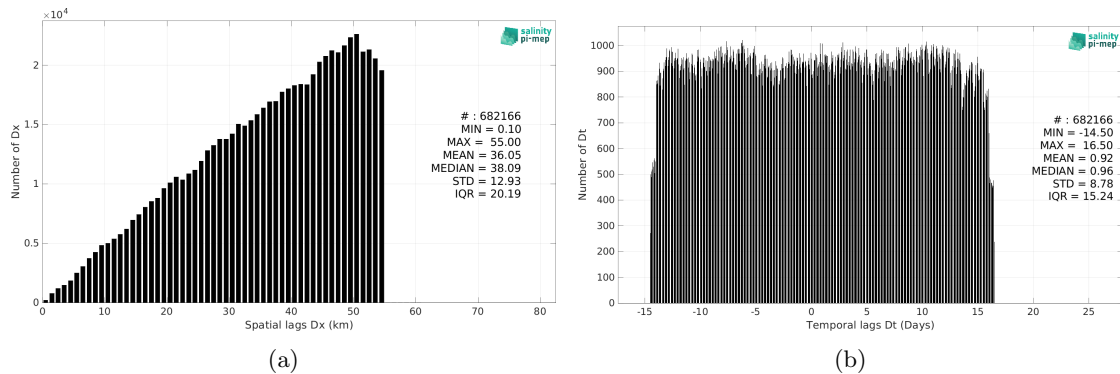 ×10⁴
salinity
pi-mep
2
1.5
1
0.5
0
Number of Dx
# : 682166
MIN = 0.10
MAX = 55.00
MEAN = 36.05
MEDIAN = 38.09
STD = 12.93
IQR = 20.19
0 10 20 30 40 50 60 70 80
Spatial lags Dx (km)
(a)
salinity
pi-mep
1000
900
800
700
600
500
400
300
200
100
0
Number of Dt
# : 682166
MIN = -14.50
MAX = 16.50
MEAN = 0.92
MEDIAN = 0.96
STD = 8.78
IQR = 15.24
-15 -10 -5 0 5 10 15 20 25
Temporal lags Dt (Days)
(b)